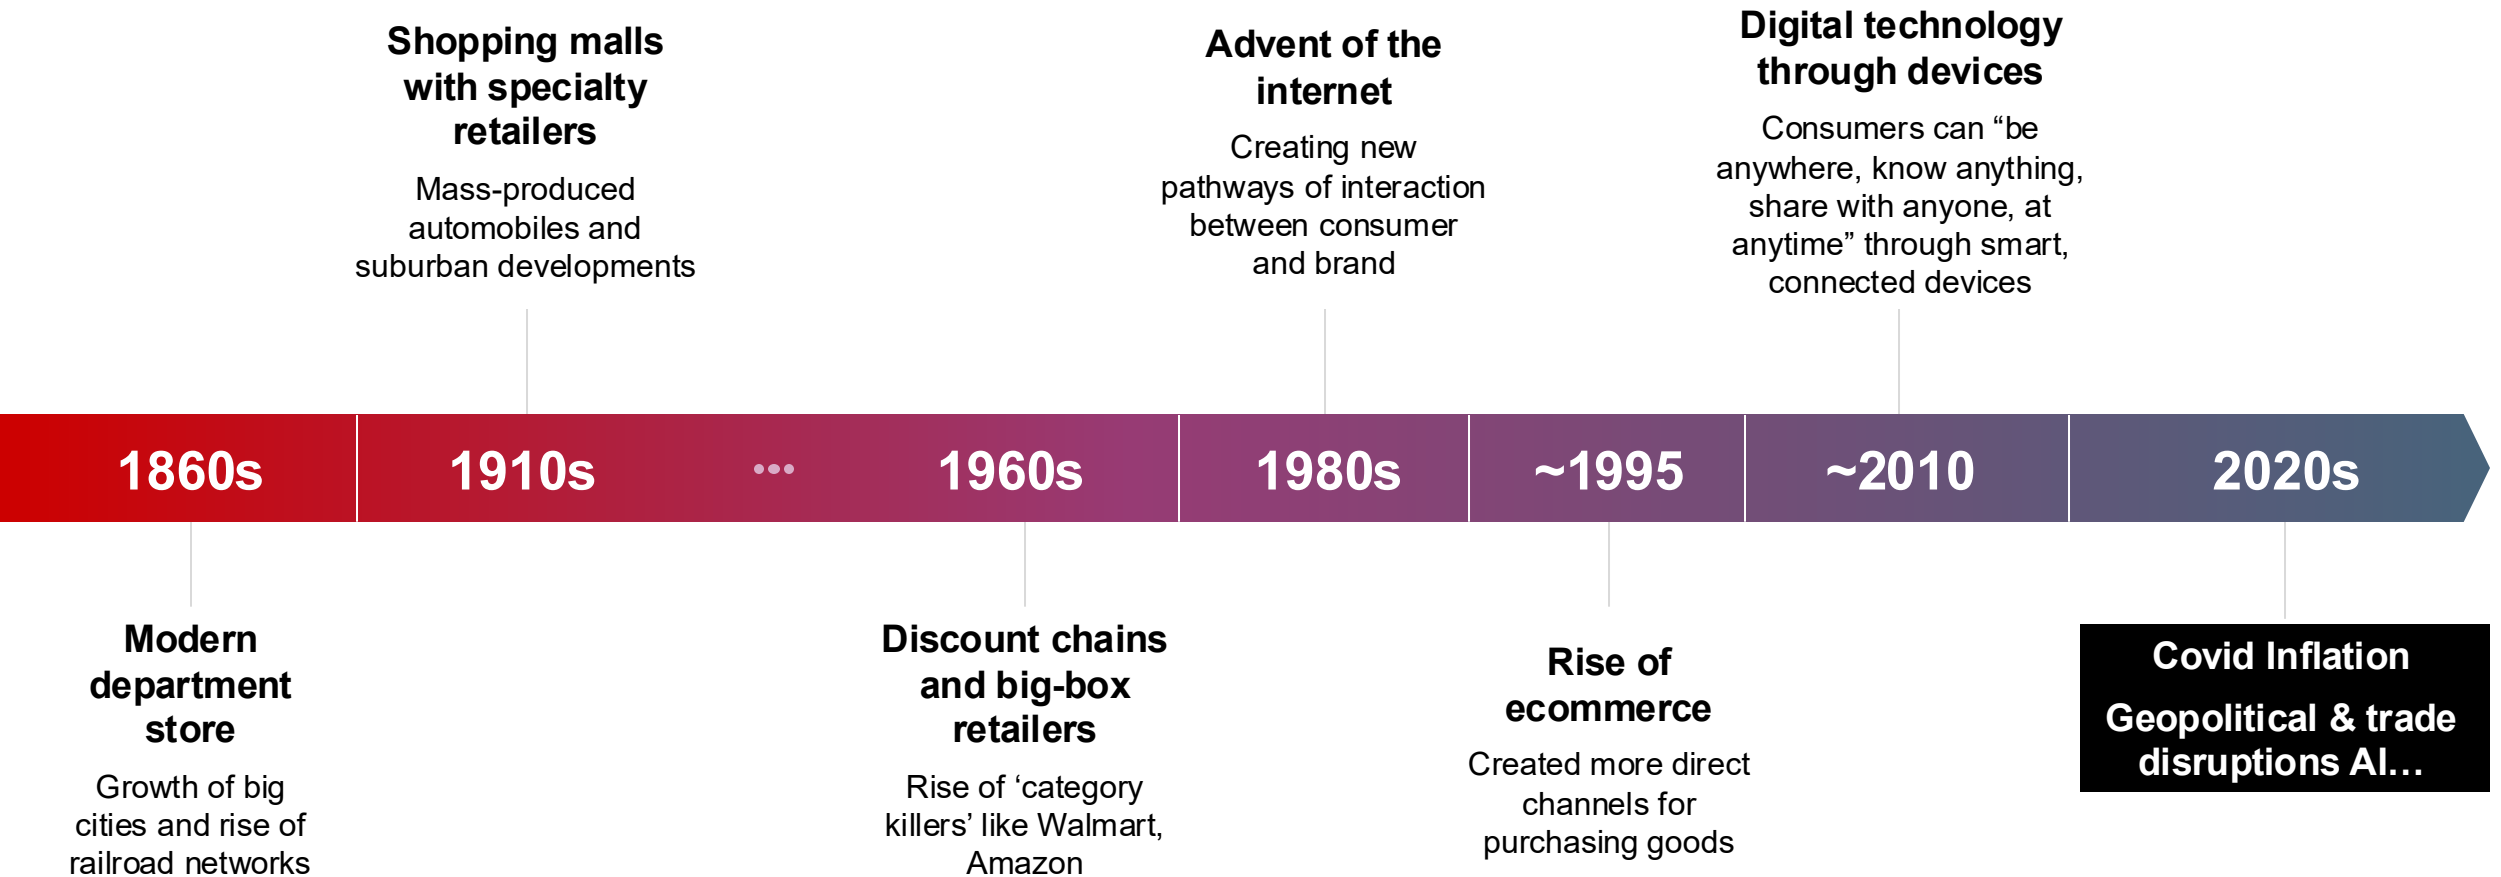 Shopping malls
with specialty
retailers
Mass-produced
automobiles and
suburban developments
Advent of the
internet
Creating new
pathways of interaction
between consumer
and brand
Digital technology
through devices
Consumers can “be
anywhere, know anything,
share with anyone, at
anytime” through smart,
connected devices
1860s
1910s
•••
1960s
1980s
~1995
~2010
2020s
Modern
department
store
Growth of big
cities and rise of
railroad networks
Discount chains
and big-box
retailers
Rise of ‘category
killers’ like Walmart,
Amazon
Rise of
ecommerce
Created more direct
channels for
purchasing goods
Covid Inflation
Geopolitical & trade
disruptions AI…